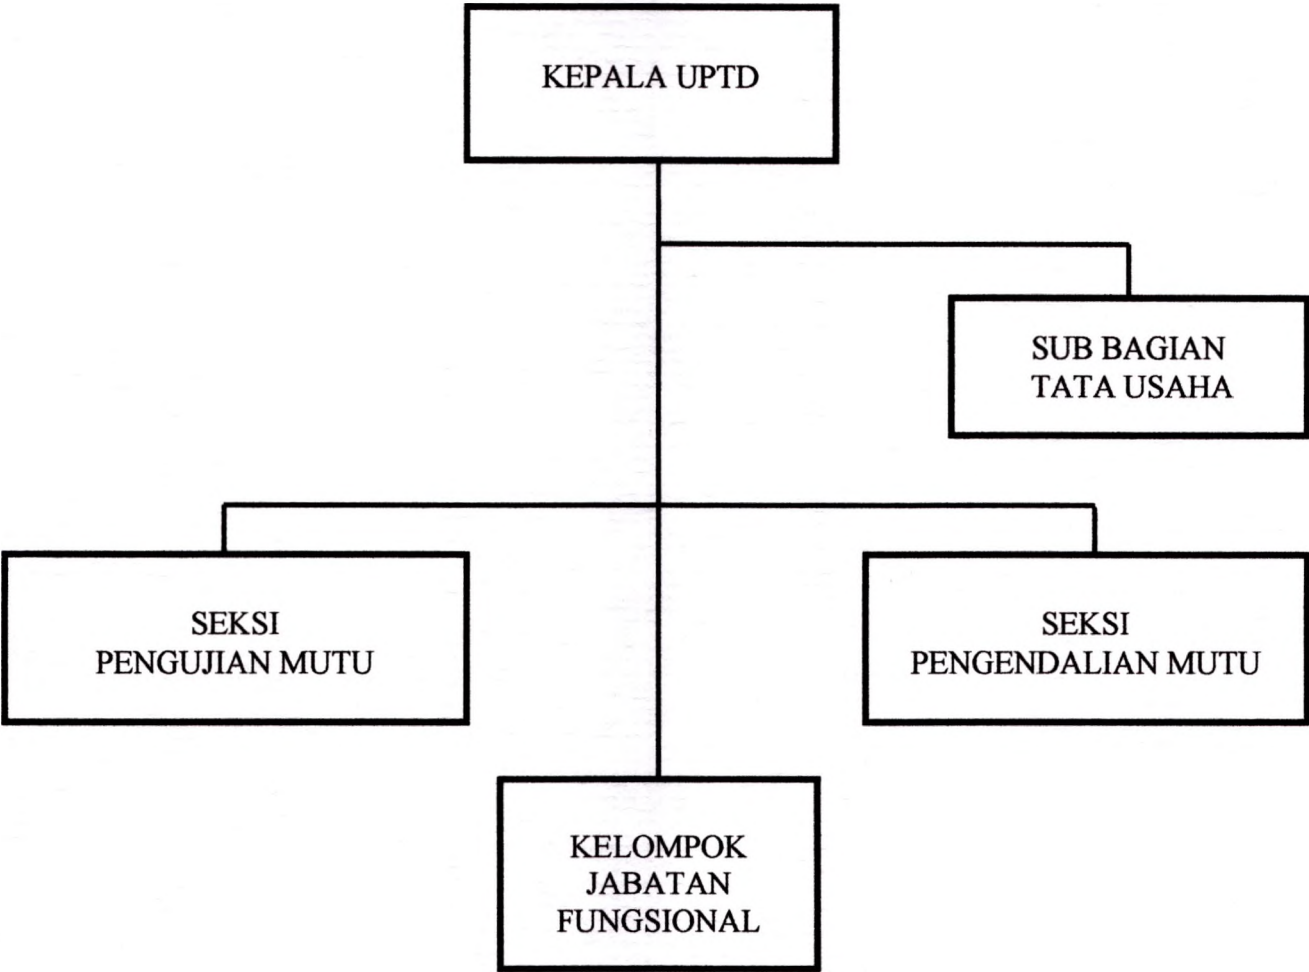 KEPALA UPTD
SUB BAGIAN
TATA USAHA
SEKSI
PENGUJIAN MUTU
SEKSI
PENGENDALIAN MUTU
KELOMPOK
JABATAN
FUNGSIONAL